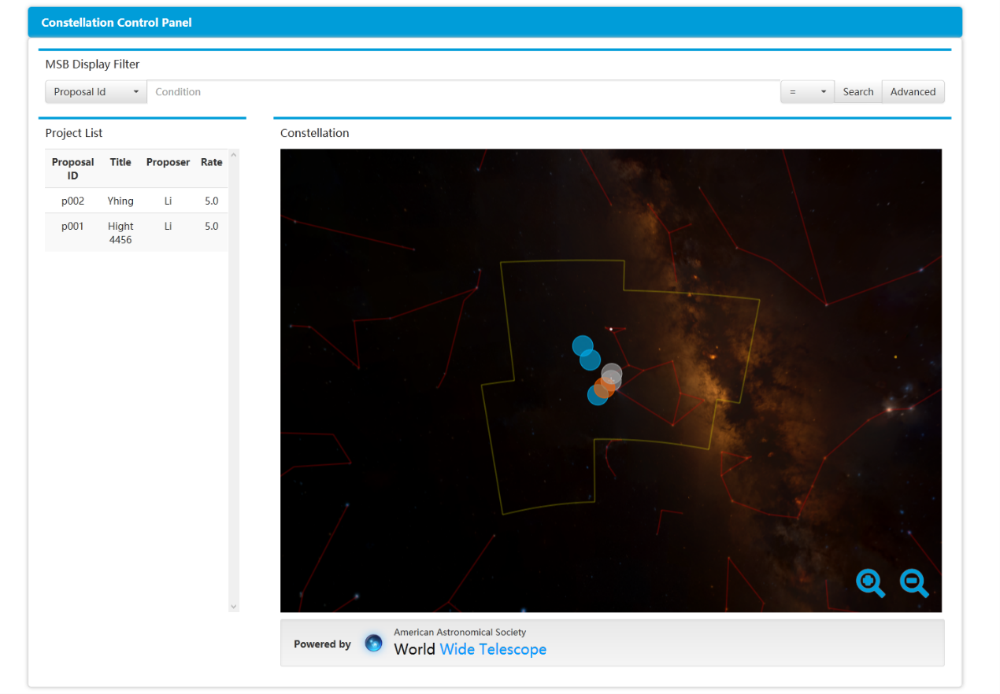 Constellation Control Panel
MSB Display Filter
Proposal Id
Condition
=
Search
Advanced
Project List
Proposal ID Title Proposer Rate
p002 Yhing Li 5.0
p001 Hight 4456 Li 5.0
Constellation
Powered by
American Astronomical Society
World Wide Telescope